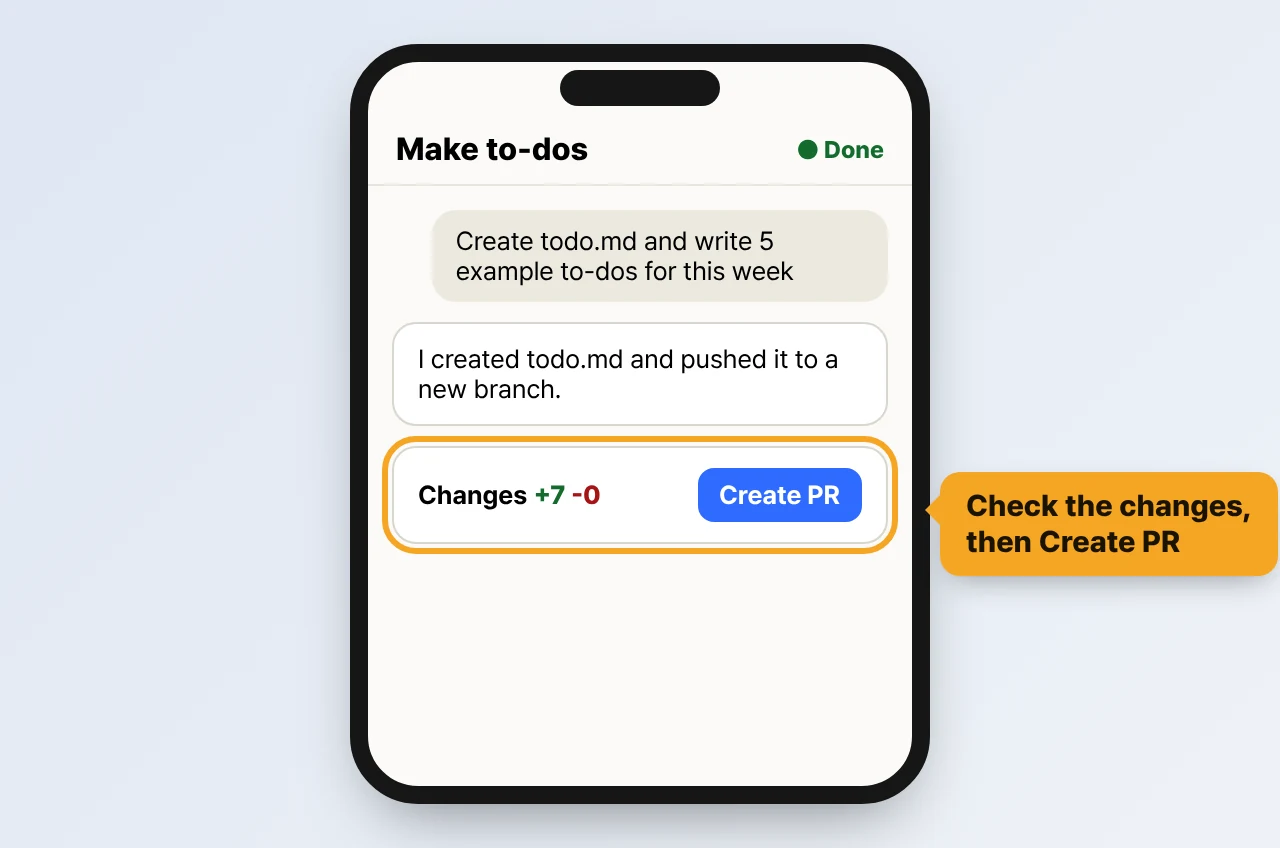 Make to-dos
Done
Create todo.md and write 5
example to-dos for this week
I created todo.md and pushed it to a
new branch.
Changes +7 -0
Create PR
Check the changes,
then Create PR